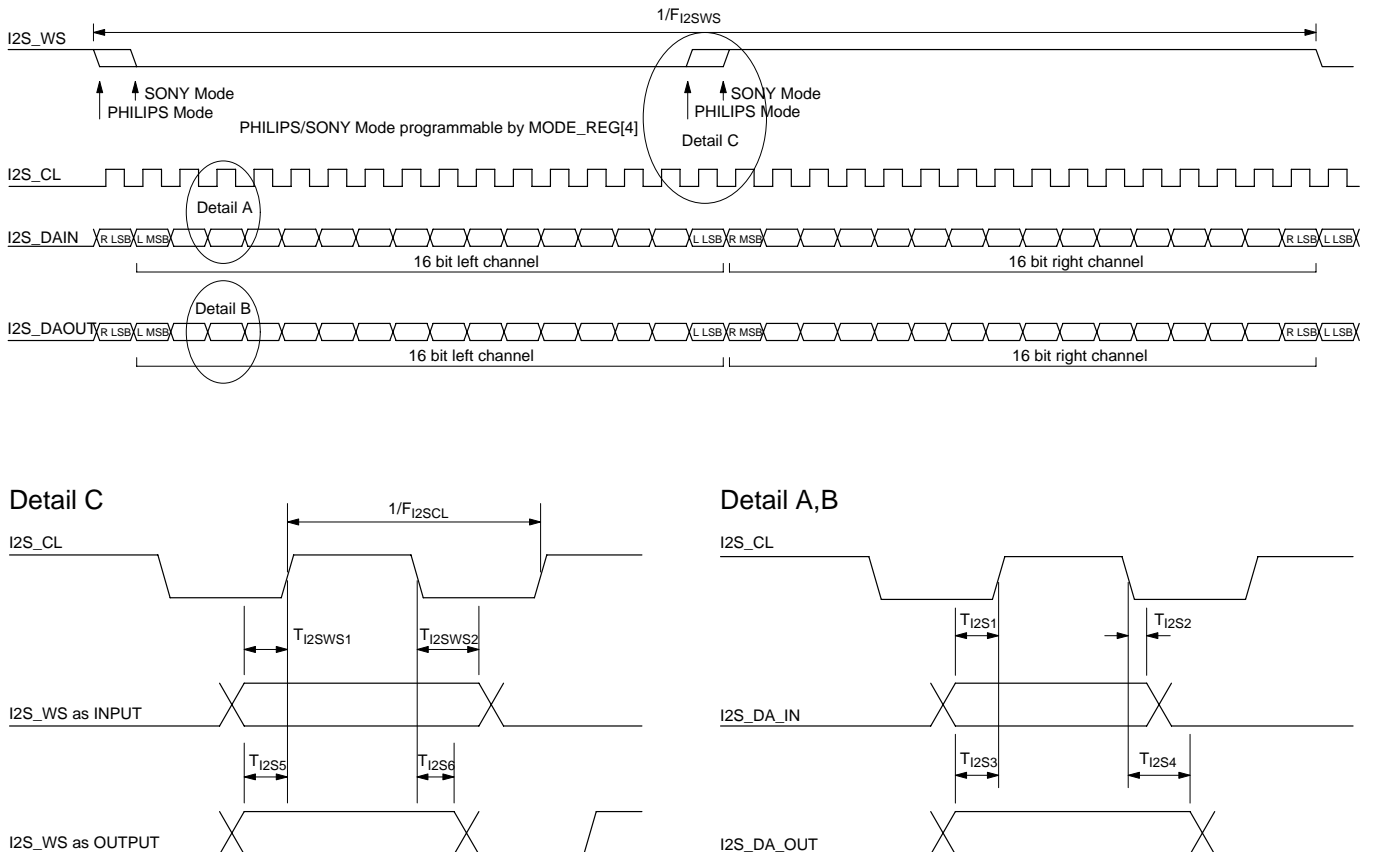 1/FI2SWS
I2S_WS
SONY Mode
PHILIPS Mode
SONY Mode
PHILIPS Mode
PHILIPS/SONY Mode programmable by MODE_REG[4]
Detail C
I2S_CL
Detail A
I2S_DAIN
R LSB L MSB L LSB R MSB R LSB L LSB
16 bit left channel 16 bit right channel
Detail B
I2S_DAOUT
R LSB L MSB L LSB R MSB R LSB L LSB
16 bit left channel 16 bit right channel
Detail C
1/FI2SCL
I2S_CL
TI2SWS1 TI2SWS2
I2S_WS as INPUT
TI2S5 TI2S6
I2S_WS as OUTPUT
Detail A,B
I2S_CL
TI2S1 TI2S2
I2S_DA_IN
TI2S3 TI2S4
I2S_DA_OUT